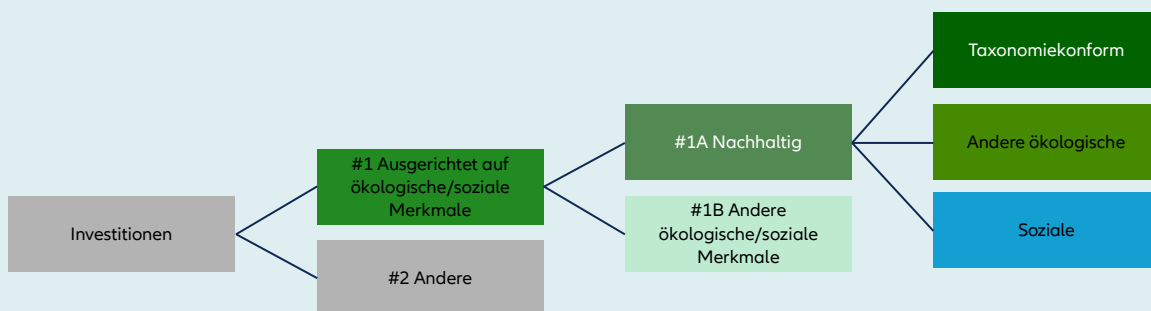 Investitionen
#1 Ausgerichtet auf
ökologische/soziale
Merkmale
#2 Andere
#1A Nachhaltig
#1B Andere
ökologische/soziale
Merkmale
Taxonomiekonform
Andere ökologische
Soziale